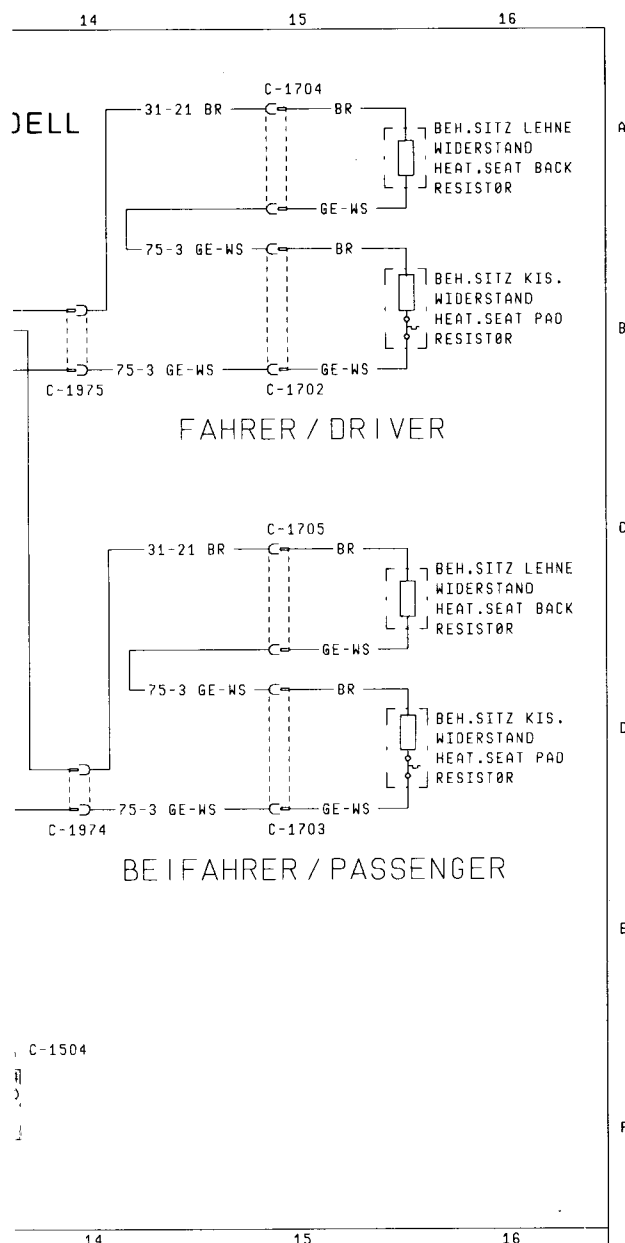 14 15 16
C-1704
DELL
31-21 BR
BR
BEH.SITZ LEHNE
WIDERSTAND
HEAT.SEAT BACK
RESISTØR
A
GE-WS
75-3 GE-WS
BR
BEH.SITZ KIS.
WIDERSTAND
HEAT.SEAT PAD
RESISTØR
B
75-3 GE-WS
GE-WS
C-1975
C-1702
FAHRER / DRIVER
C
C-1705
31-21 BR
BR
BEH.SITZ LEHNE
WIDERSTAND
HEAT.SEAT BACK
RESISTØR
GE-WS
75-3 GE-WS
BR
BEH.SITZ KIS.
WIDERSTAND
HEAT.SEAT PAD
RESISTØR
D
75-3 GE-WS
GE-WS
C-1974
C-1703
BEIFAHRER / PASSENGER
E
C-1504
F
14 15 16